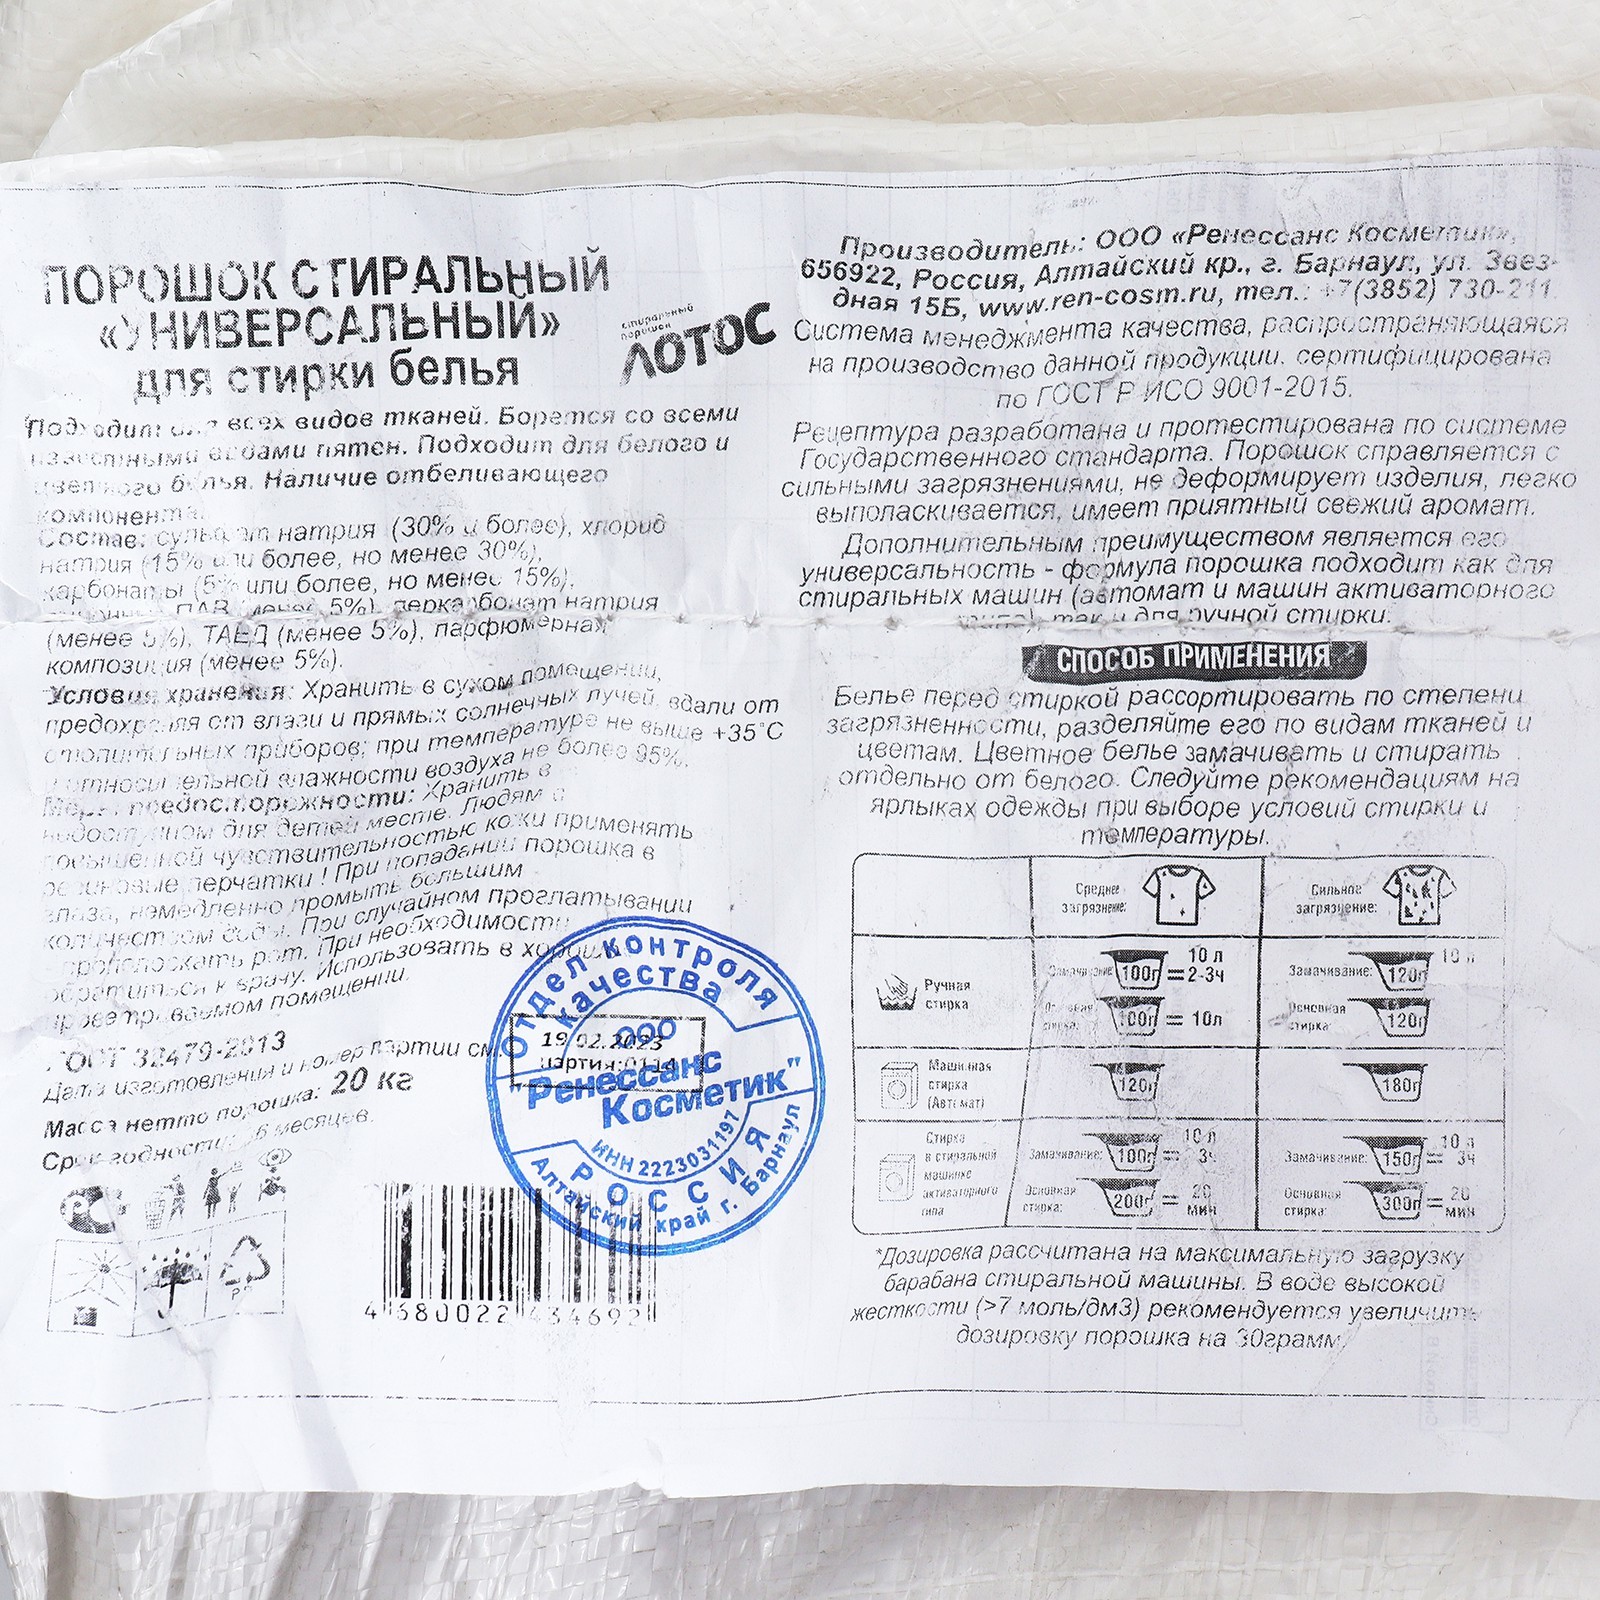 ПОРОШОК СТИРАЛЬНЫЙ
«УНИВЕРСАЛЬНЫЙ»
для стирки белья
стиральный
порошок
ЛОТОС
Подходит для всех видов тканей. Борется со всеми
известными видами пятен. Подходит для белого и
цветного белья. Наличие отбеливающего
компонента.
Состав: сульфат натрия (30% и более), хлорид
натрия (15% или более, но менее 30%),
карбонаты (5% или более, но менее 15%),
ПАВ (менее 5%), перкарбонат натрия
(менее 5%), ТАЕД (менее 5%), парфюмерная
композиция (менее 5%).
Условия хранения: Хранить в сухом помещении,
предохраняя от влаги и прямых солнечных лучей, вдали от
отопительных приборов; при температуре не выше +35°С
и относительной влажности воздуха не более 95%.
Меры предосторожности: Хранить в
недоступном для детей месте. Людям с
повышенной чувствительностью кожи применять
резиновые перчатки ! При попадании порошка в
глаза, немедленно промыть большим
количеством воды. При случайном проглатывании
прополоскать рот. При необходимости
обратиться к врачу. Использовать в хорошо
проветриваемом помещении.
ГОСТ 32479-2013
Дата изготовления и номер партии см.
Масса нетто порошка: 20 кг
Срок годности: 36 месяцев.
19.02.2023
партия:0114
Отдел контроля
качества
ООО
"Ренессанс
Косметик"
ИНН 2223031197
РОССИЯ
Алтайский край г. Барнаул
4 680022 434692
Производитель: ООО «Ренессанс Косметик»,
656922, Россия, Алтайский кр., г. Барнаул, ул. Звез-
дная 15Б, www.ren-cosm.ru, тел.: +7(3852) 730-211.
Система менеджмента качества, распространяющаяся
на производство данной продукции. сертифицирована
по ГОСТ Р ИСО 9001-2015.
Рецептура разработана и протестирована по системе
Государственного стандарта. Порошок справляется с
сильными загрязнениями, не деформирует изделия, легко
выполаскивается, имеет приятный свежий аромат.
Дополнительным преимуществом является его
универсальность - формула порошка подходит как для
стиральных машин (автомат и машин активаторного
типа), так и для ручной стирки.
СПОСОБ ПРИМЕНЕНИЯ
Белье перед стиркой рассортировать по степени
загрязненности, разделяйте его по видам тканей и
цветам. Цветное белье замачивать и стирать
отдельно от белого. Следуйте рекомендациям на
ярлыках одежды при выборе условий стирки и
температуры.
Среднее
загрязнение:
Сильное
загрязнение:
Ручная
стирка
Замачивание 100г = 10 л 2-3ч
Основная стирка: 100г = 10л
Замачивание: 120г 10 л
Основная стирка: 120г
Машинная
стирка
(Автомат)
120г
180г
Стирка
в стиральной
машинке
активаторного
типа
Замачивание: 100г = 10 л 3ч
Основная стирка: 200г = 20 мин
Замачивание: 150г = 10 л 3ч
Основная стирка: 300г = 20 мин
*Дозировка рассчитана на максимальную загрузку
барабана стиральной машины. В воде высокой
жесткости (>7 моль/дм3) рекомендуется увеличить
дозировку порошка на 30грамм